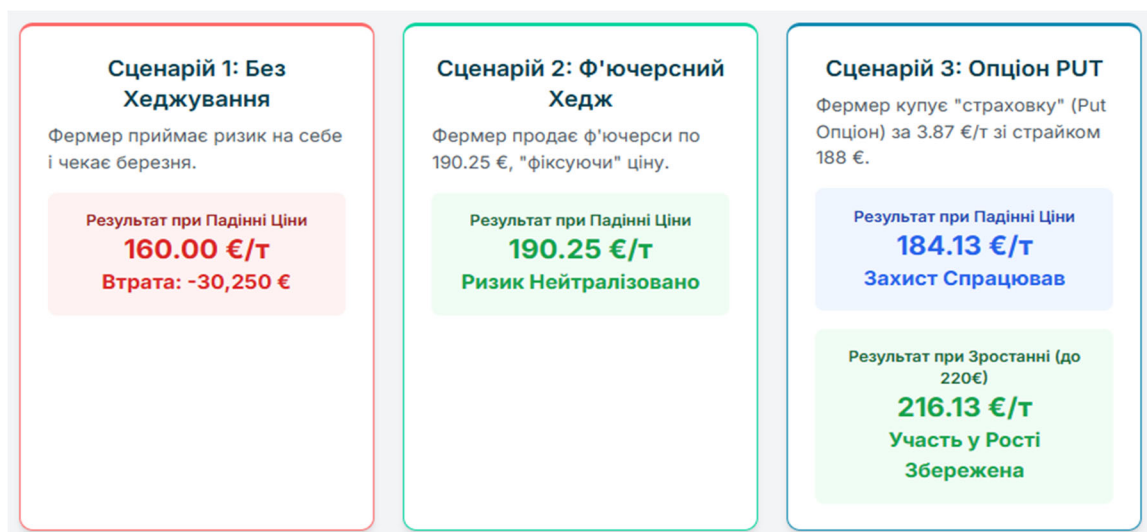 Сценарій 1: Без
Хеджування
Фермер приймає ризик на себе
і чекає березня.
Результат при Падінні Ціни
160.00 €/т
Втрата: -30,250 €
Сценарій 2: Ф'ючерсний
Хедж
Фермер продає ф'ючерси по
190.25 €, "фіксуючи" ціну.
Результат при Падінні Ціни
190.25 €/т
Ризик Нейтралізовано
Сценарій 3: Опціон PUT
Фермер купує "страховку" (Put
Опціон) за 3.87 €/т зі страйком
188 €.
Результат при Падінні Ціни
184.13 €/т
Захист Спрацював
Результат при Зростанні (до
220€)
216.13 €/т
Участь у Рості
Збережена